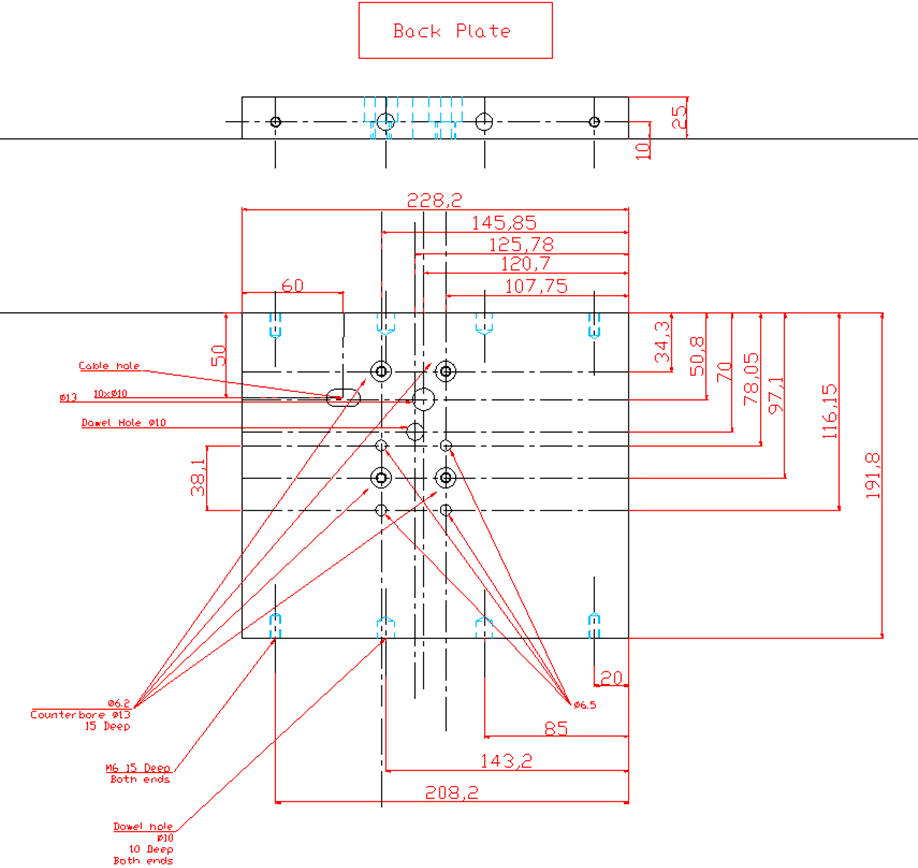 Back Plate
25
10
228,2
145,85
125,78
120,7
107,75
60
50
34,3
50,8
70
78,05
97,1
116,15
191,8
Cable hole
ø13 10xø10
Dowel Hole ø10
38,1
ø6.2
Counterbore ø13
15 Deep
ø6.5
20
85
143,2
208,2
M6 15 Deep
Both ends
Dowel hole
ø10
10 Deep
Both ends